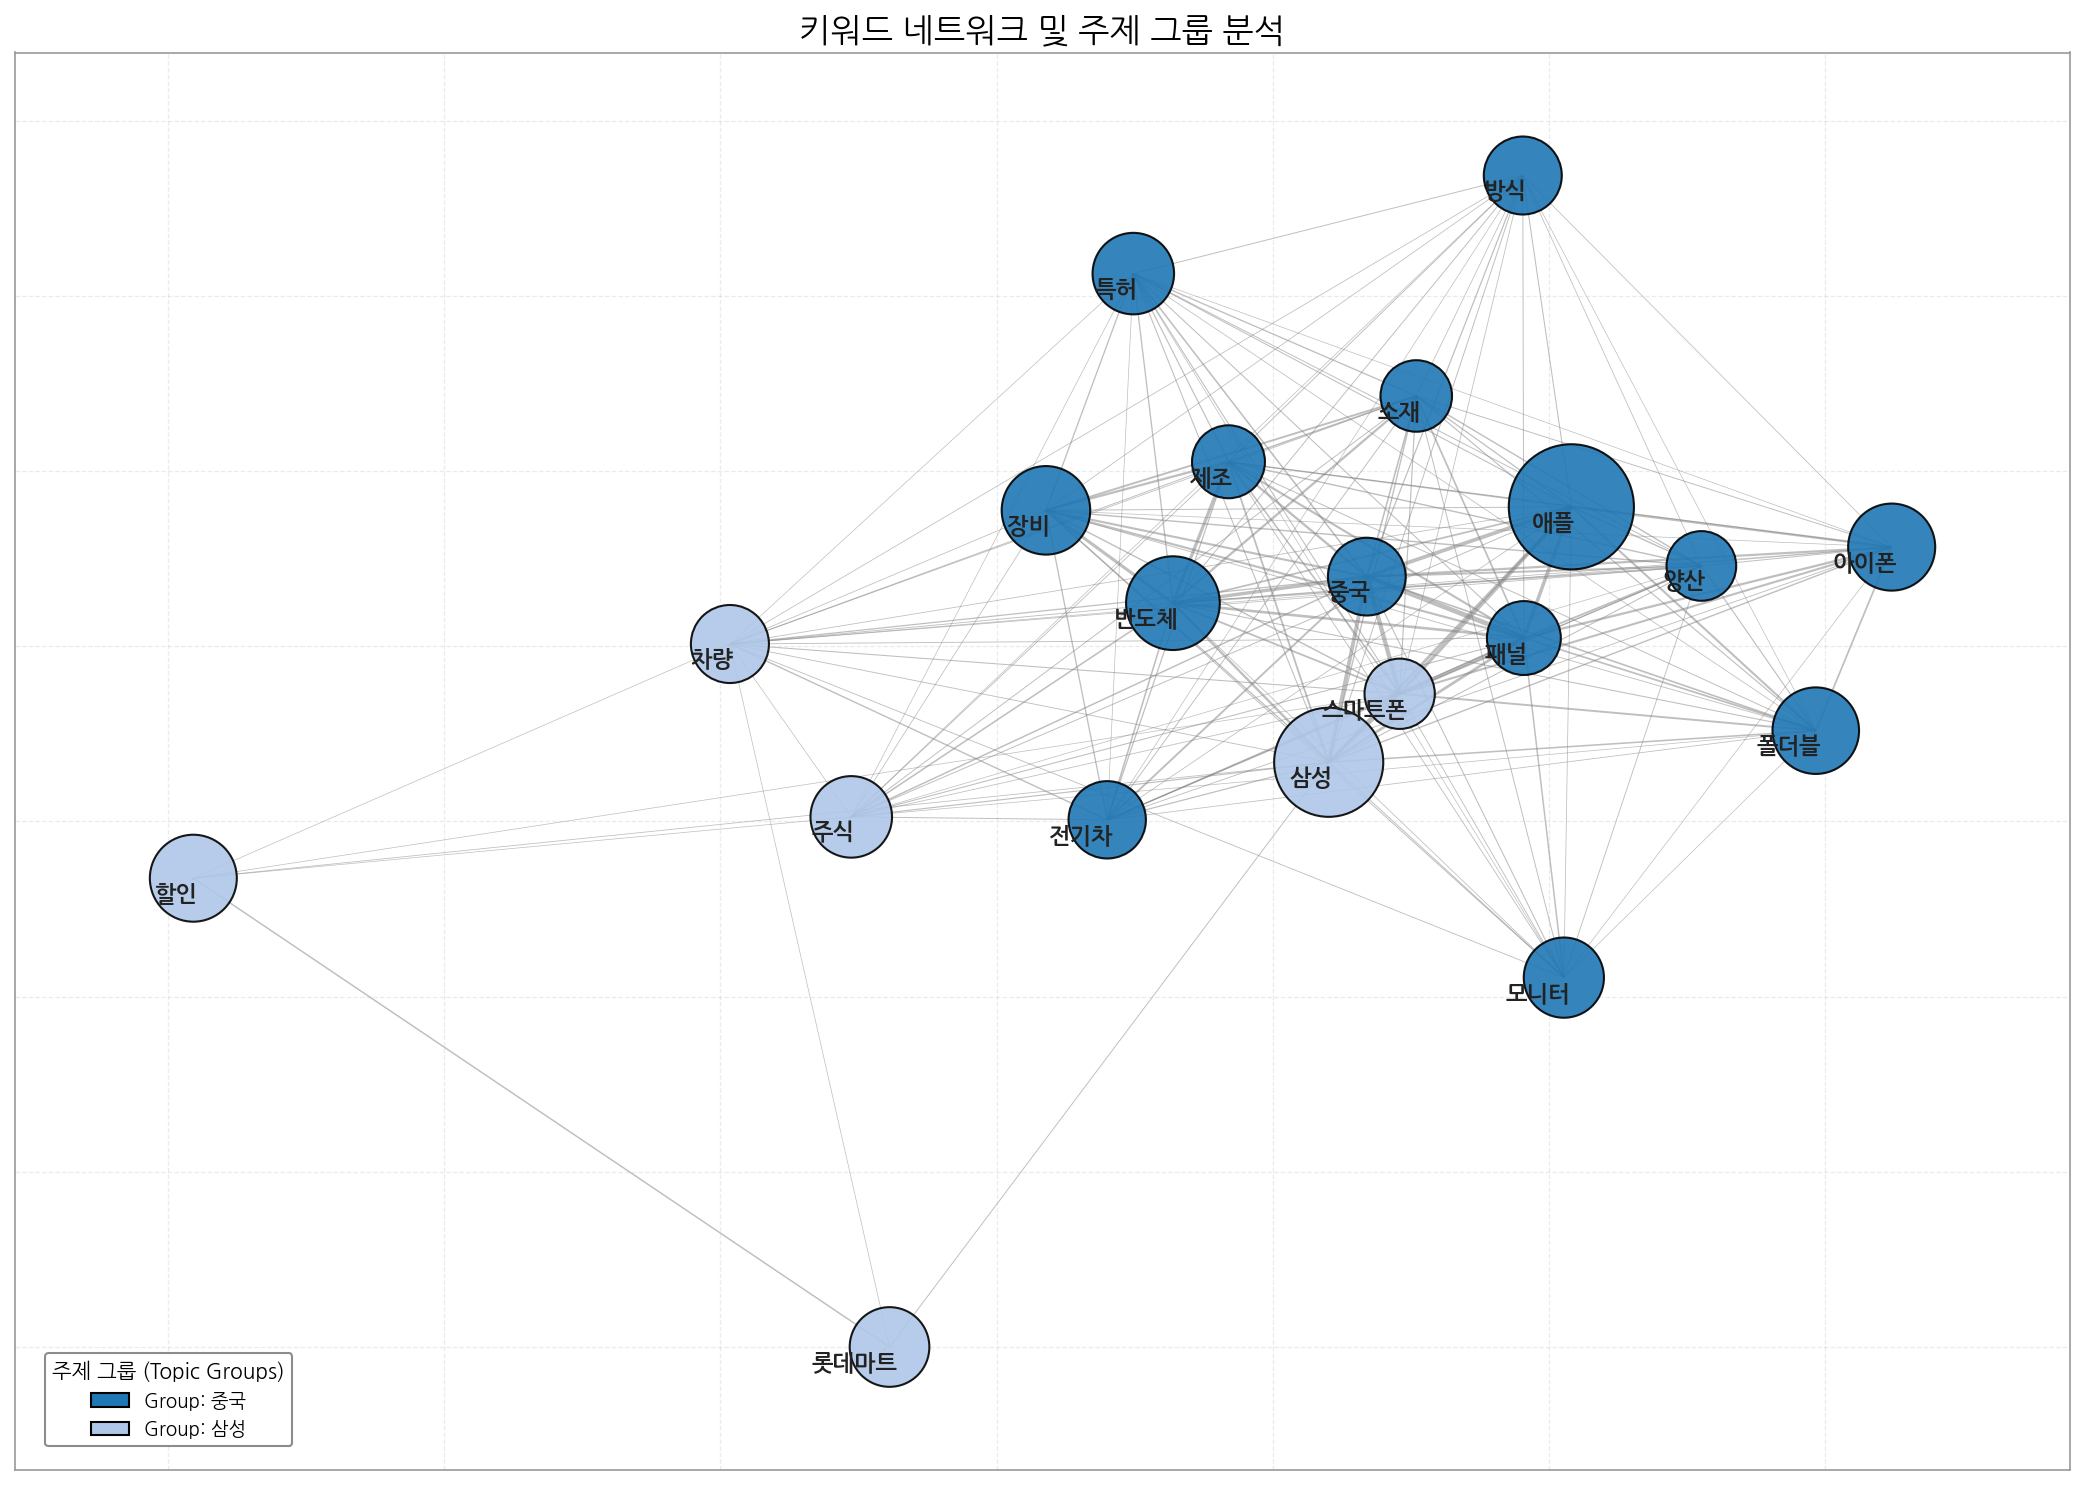 키워드 네트워크 및 주제 그룹 분석
방식
특허
소재
제조
장비
애플
아이폰
양산
중국
반도체
패널
차량
스마트폰
폴더블
삼성
주식
전기차
할인
모니터
롯데마트
주제 그룹 (Topic Groups)
Group: 중국
Group: 삼성